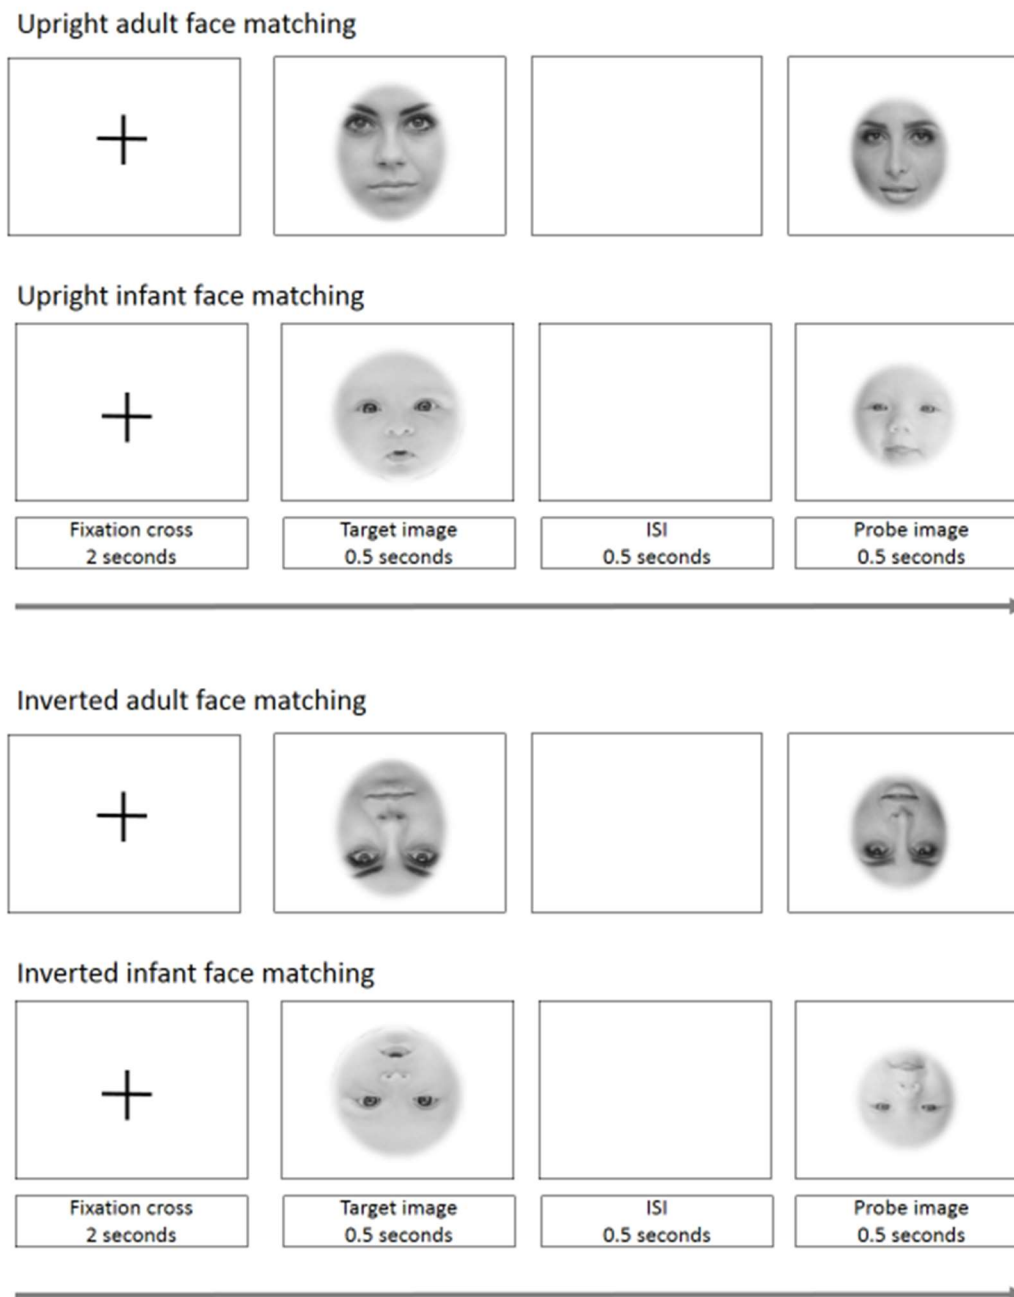 Upright adult face matching
Upright infant face matching
Fixation cross
2 seconds
Target image
0.5 seconds
ISI
0.5 seconds
Probe image
0.5 seconds
Inverted adult face matching
Inverted infant face matching
Fixation cross
2 seconds
Target image
0.5 seconds
ISI
0.5 seconds
Probe image
0.5 seconds